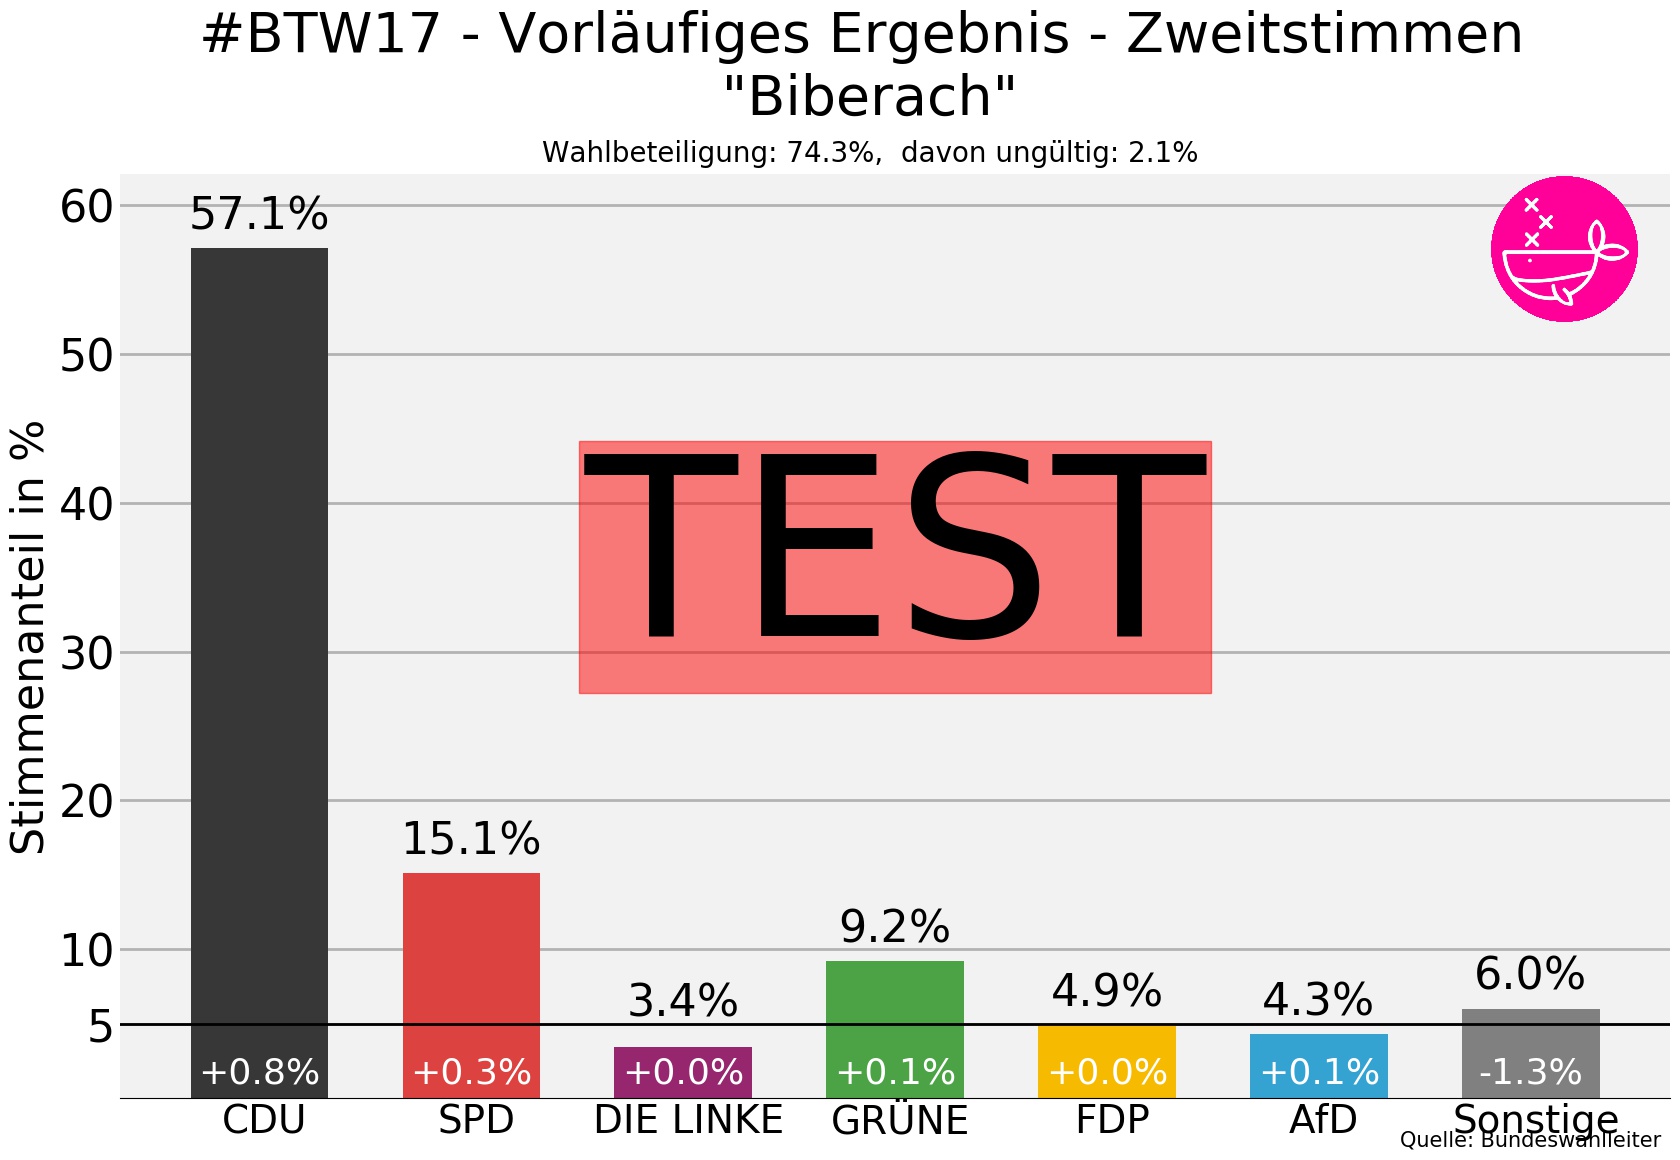 #BTW17 - Vorläufiges Ergebnis - Zweitstimmen
"Biberach"
Wahlbeteiligung: 74.3%, davon ungültig: 2.1%
Stimmenanteil in %
60
50
40
30
20
10
5
57.1%
15.1%
3.4%
9.2%
4.9%
4.3%
6.0%
TEST
+0.8%
+0.3%
+0.0%
+0.1%
+0.0%
+0.1%
-1.3%
CDU
SPD
DIE LINKE
GRÜNE
FDP
AfD
Sonstige
Quelle: Bundeswahlleiter